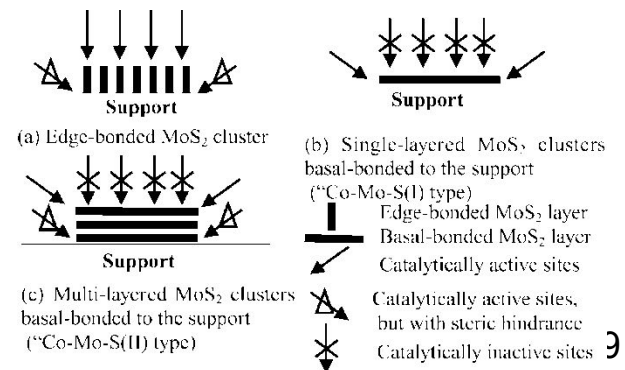 Support
(a) Edge-bonded MoS₂ cluster
Support
(b) Single-layered MoS₂ clusters
basal-bonded to the support
("Co-Mo-S(I) type)
Support
(c) Multi-layered MoS₂ clusters
basal-bonded to the support
("Co-Mo-S(II) type)
Edge-bonded MoS₂ layer
Basal-bonded MoS₂ layer
Catalytically active sites
Catalytically active sites,
but with steric hindrance
Catalytically inactive sites
9